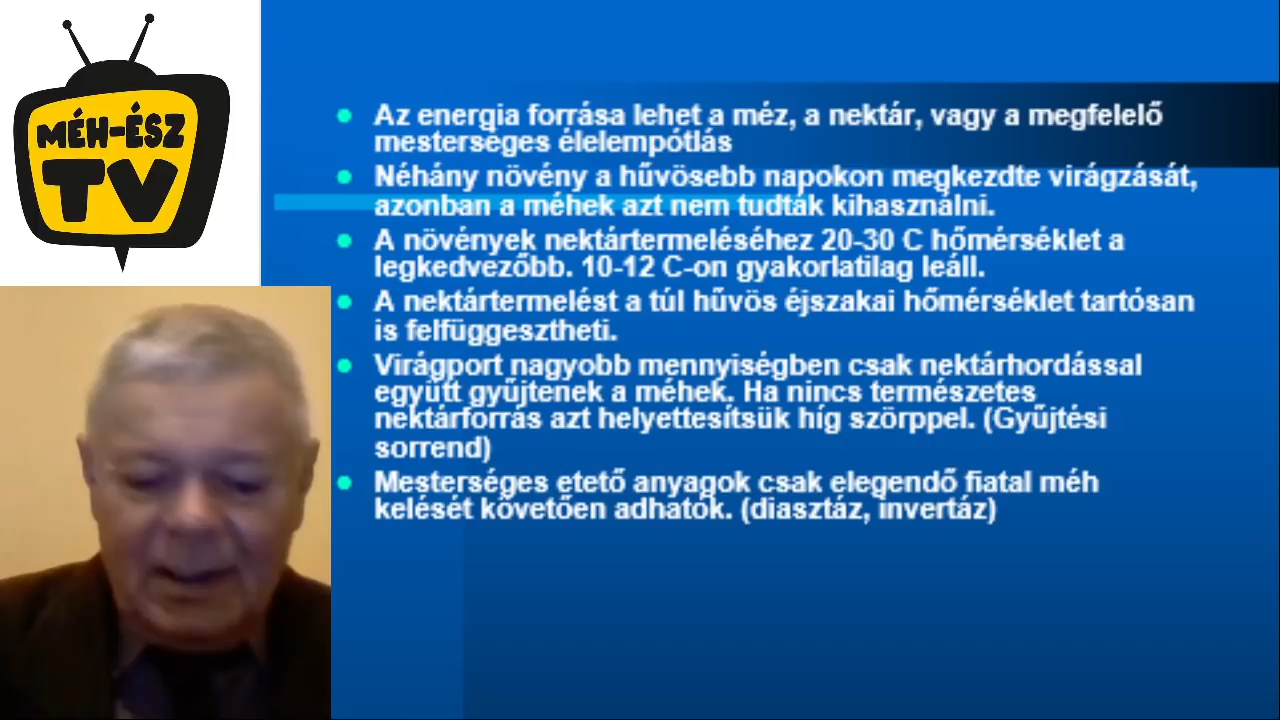 MÉH-ÉSZ
TV
Az energia forrása lehet a méz, a nektár, vagy a megfelelő
mesterséges élelempótlás
Néhány növény a hűvösebb napokon megkezdte virágzását,
azonban a méhek azt nem tudták kihasználni.
A növények nektártermeléséhez 20-30 C hőmérséklet a
legkedvezőbb. 10-12 C-on gyakorlatilag leáll.
A nektártermelést a túl hűvös éjszakai hőmérséklet tartósan
is felfüggesztheti.
Virágport nagyobb mennyiségben csak nektárhordással
együtt gyűjtenek a méhek. Ha nincs természetes
nektárforrás azt helyettesítsük híg szörppel. (Gyűjtési
sorrend)
Mesterséges etető anyagok csak elegendő fiatal méh
kelését követően adhatók. (diasztáz, invertáz)